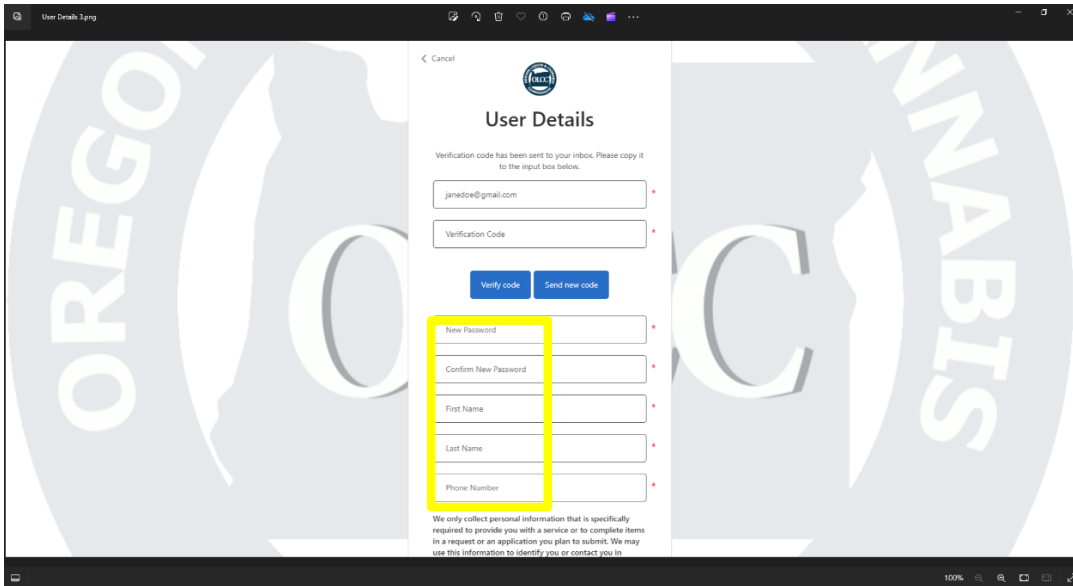 User Details 3.png
Cancel
OLCC
User Details
Verification code has been sent to your inbox. Please copy it
to the input box below.
janedoe@gmail.com *
Verification Code *
Verify code Send new code
New Password *
Confirm New Password *
First Name *
Last Name *
Phone Number *
We only collect personal information that is specifically
required to provide you with a service or to complete items
in a request or an application you plan to submit. We may
use this information to identify you or contact you in
OREGO
OLCC
NNABIS
100%